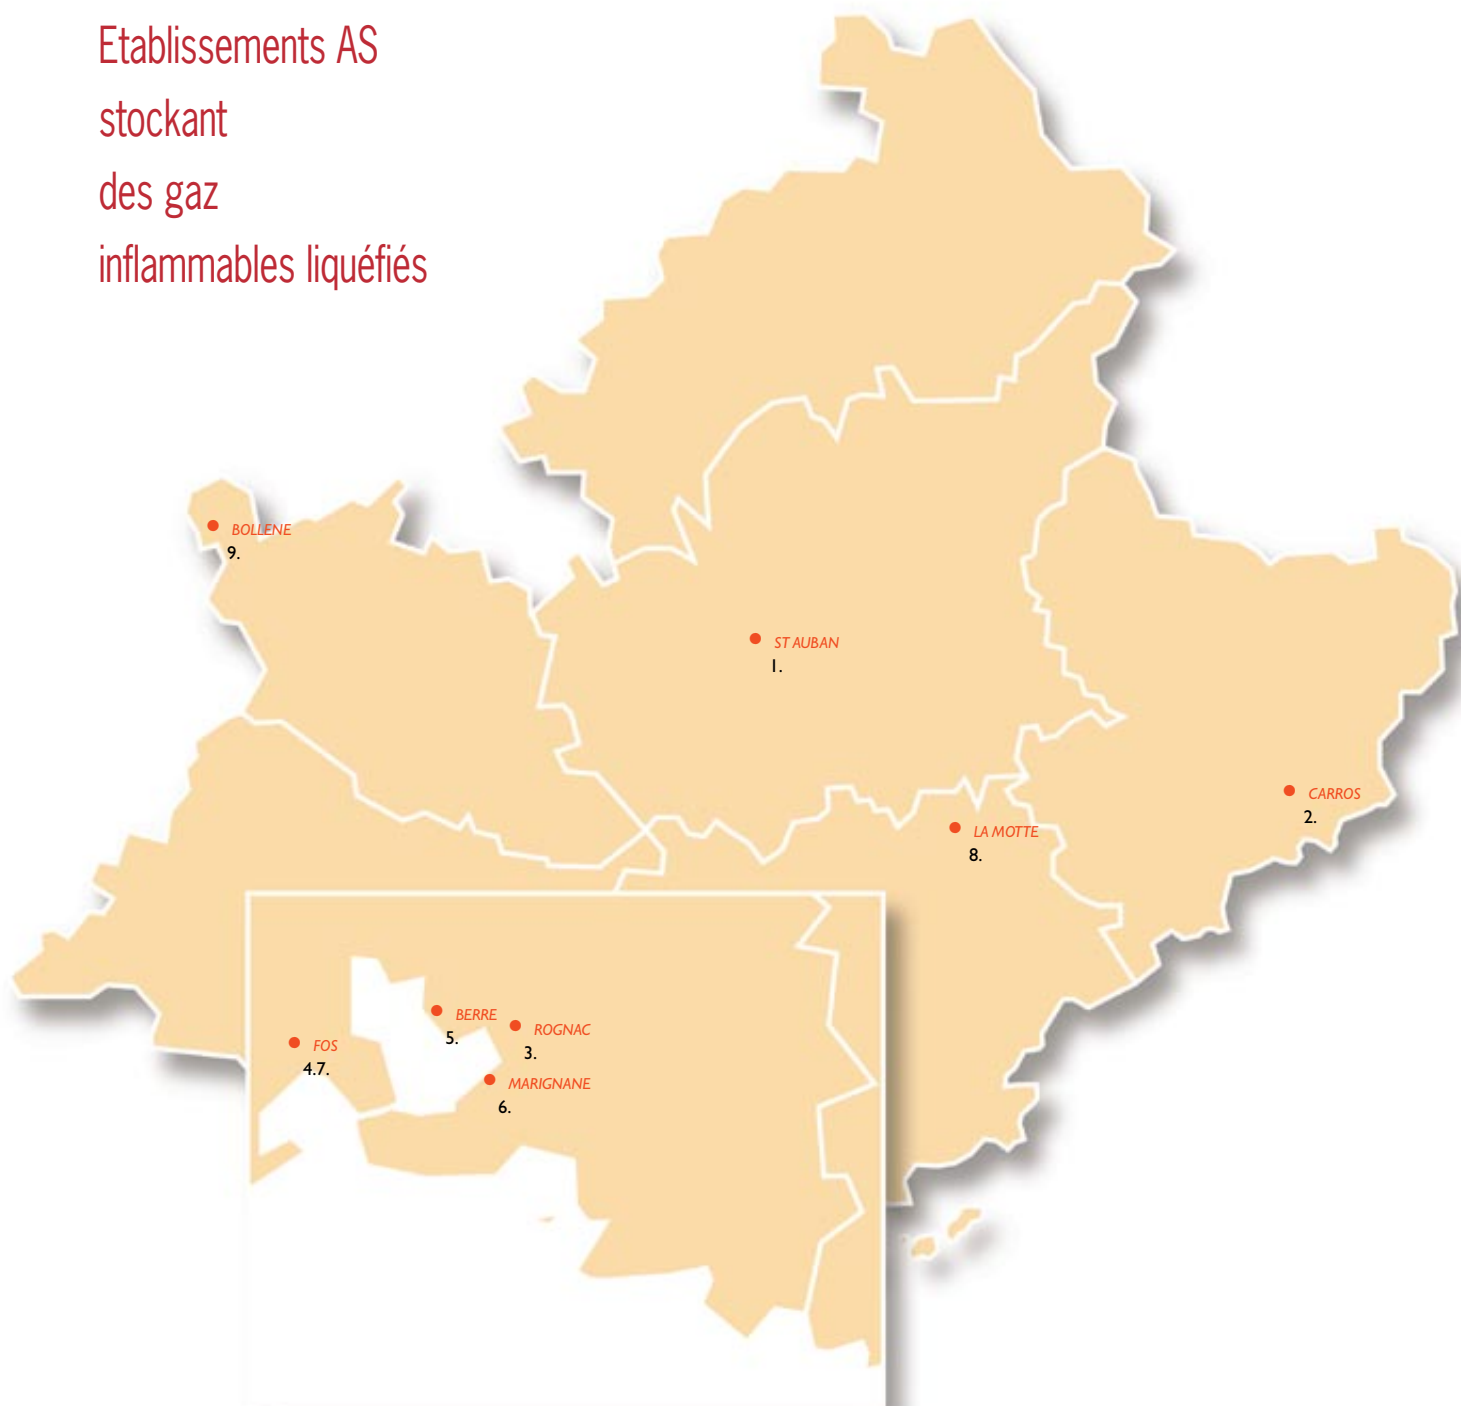 Etablissements AS
stockant
des gaz
inflammables liquéfiés
BOLLENE
9.
ST AUBAN
1.
CARROS
2.
LA MOTTE
8.
BERRE
5.
ROGNAC
3.
FOS
4.7.
MARIGNANE
6.